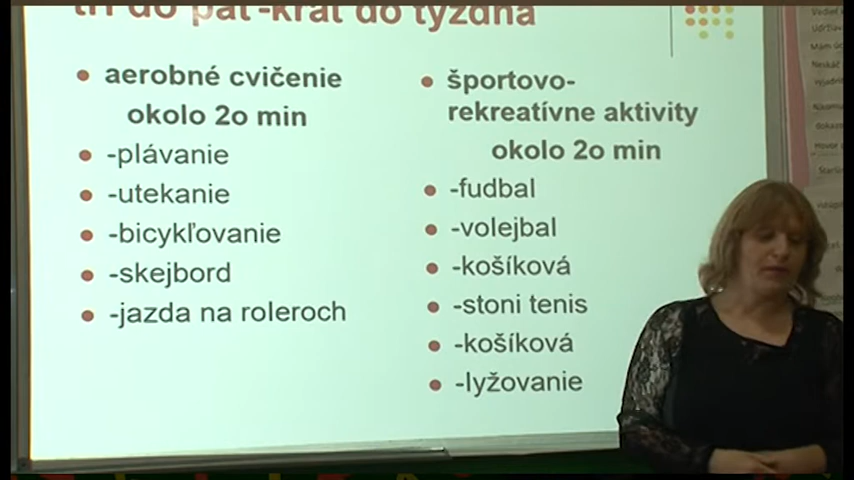 tri do päť-krát do týždňa
aerobné cvičenie
okolo 2o min
-plávanie
-utekanie
-bicykľovanie
-skejbord
-jazda na roleroch
športovo-
rekreatívne aktivity
okolo 2o min
-fudbal
-volejbal
-košíková
-stoni tenis
-košíková
-lyžovanie